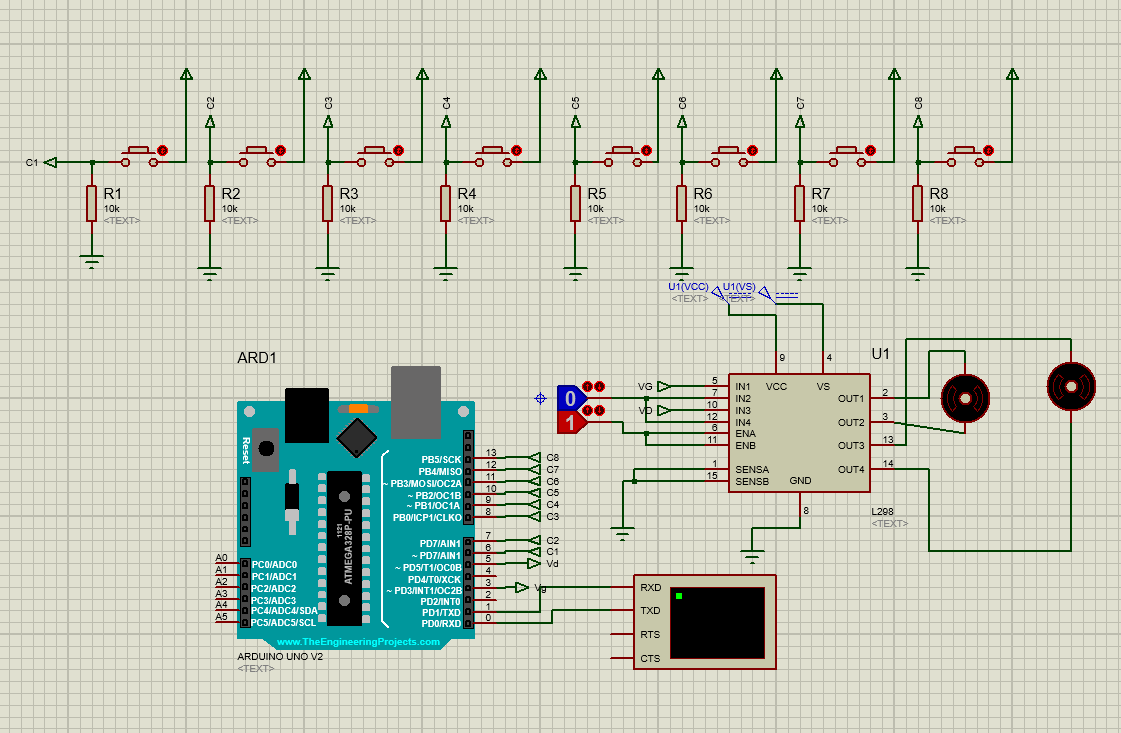 C2 C3 C4 C5 C6 C7 C8
C1
R1 R2 R3 R4 R5 R6 R7 R8
10k 10k 10k 10k 10k 10k 10k 10k
<TEXT> <TEXT> <TEXT> <TEXT> <TEXT> <TEXT> <TEXT> <TEXT>
U1(VCC) U1(VS)
<TEXT> <TEXT>
ARD1
Reset
1121
ATMEGA328P-PU
PB5/SCK 13 C8
PB4/MISO 12 C7
~ PB3/MOSI/OC2A 11 C6
~ PB2/OC1B 10 C5
~ PB1/OC1A 9 C4
PB0/ICP1/CLKO 8 C3
PD7/AIN1 7 C2
~ PD7/AIN1 6 C1
~ PD5/T1/OC0B 5 Vd
PD4/T0/XCK 4
~ PD3/INT1/OC2B 3 Vg
PD2/INT0 2
PD1/TXD 1
PD0/RXD 0
A0 PC0/ADC0
A1 PC1/ADC1
A2 PC2/ADC2
A3 PC3/ADC3
A4 PC4/ADC4/SDA
A5 PC5/ADC5/SCL
www.TheEngineeringProjects.com
ARDUINO UNO V2
<TEXT>
0
1
U1
9 4
VCC VS
VG 5 IN1
7 IN2
VD 10 IN3
12 IN4
6 ENA
11 ENB
1 SENSA
15 SENSB
OUT1 2
OUT2 3
OUT3 13
OUT4 14
GND
8
L298
<TEXT>
RXD
TXD
RTS
CTS